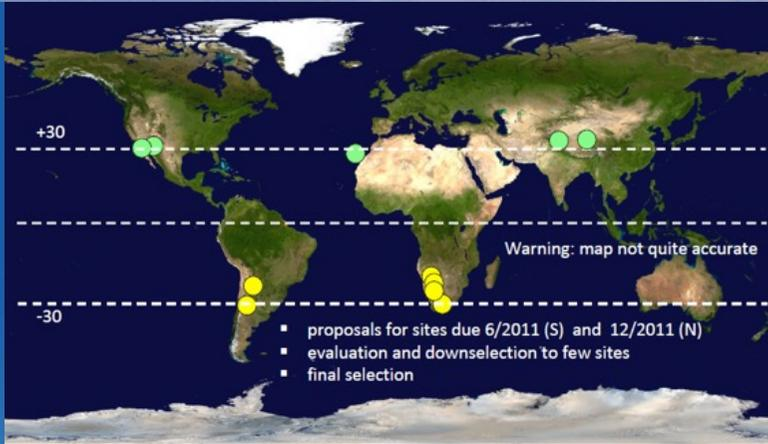 +30
Warning: map not quite accurate
-30
▪ proposals for sites due 6/2011 (S) and 12/2011 (N)
▪ evaluation and downselection to few sites
▪ final selection